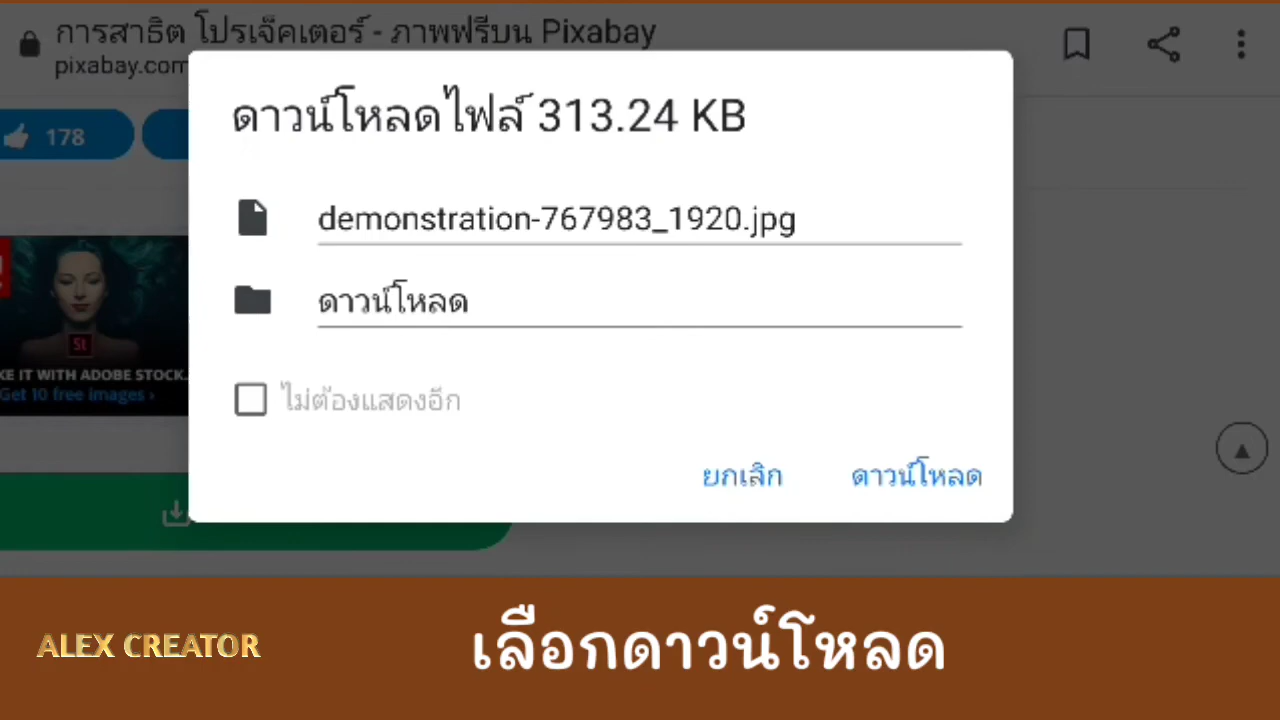 การสาธิต โปรเจ็คเตอร์ - ภาพฟรีบน Pixabay
pixabay.com
178
ดาวน์โหลดไฟล์ 313.24 KB
demonstration-767983_1920.jpg
ดาวน์โหลด
ไม่ต้องแสดงอีก
ยกเลิก ดาวน์โหลด
St
KE IT WITH ADOBE STOCK.
Get 10 free images ›
ALEX CREATOR
เลือกดาวน์โหลด